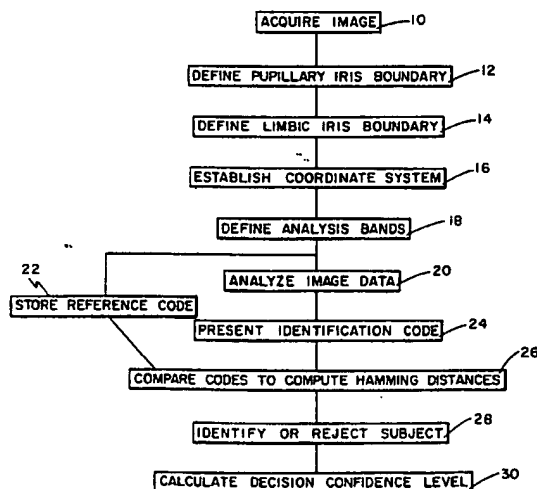 ACQUIRE IMAGE 10
DEFINE PUPILLARY IRIS BOUNDARY 12
DEFINE LIMBIC IRIS BOUNDARY 14
ESTABLISH COORDINATE SYSTEM 16
DEFINE ANALYSIS BANDS 18
22 ANALYZE IMAGE DATA 20
STORE REFERENCE CODE
PRESENT IDENTIFICATION CODE 24
COMPARE CODES TO COMPUTE HAMMING DISTANCES 26
IDENTIFY OR REJECT SUBJECT 28
CALCULATE DECISION CONFIDENCE LEVEL 30